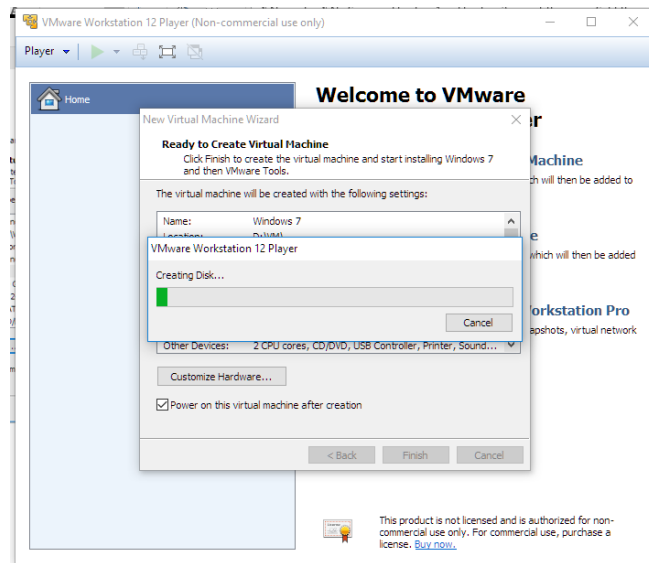 VMware Workstation 12 Player (Non-commercial use only)
Player
Home
Welcome to VMware
New Virtual Machine Wizard
Ready to Create Virtual Machine
Click Finish to create the virtual machine and start installing Windows 7
and then VMware Tools.
The virtual machine will be created with the following settings:
Name: Windows 7
VMware Workstation 12 Player
Creating Disk...
Cancel
Other Devices: 2 CPU cores, CD/DVD, USB Controller, Printer, Sound...
Customize Hardware...
Power on this virtual machine after creation
< Back Finish Cancel
Machine
will then be added to
which will then be added
Workstation Pro
virtual network
This product is not licensed and is authorized for non-
commercial use only. For commercial use, purchase a
license. Buy now.